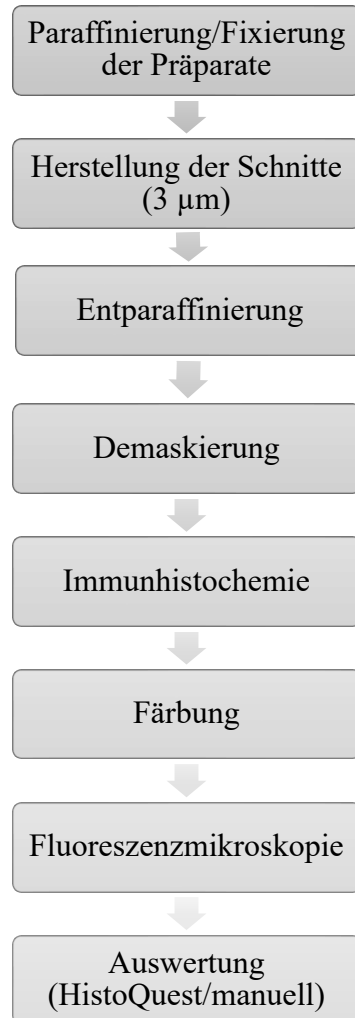 Paraffinierung/Fixierung
der Präparate
Herstellung der Schnitte
(3 µm)
Entparaffinierung
Demaskierung
Immunhistochemie
Färbung
Fluoreszenzmikroskopie
Auswertung
(HistoQuest/manuell)